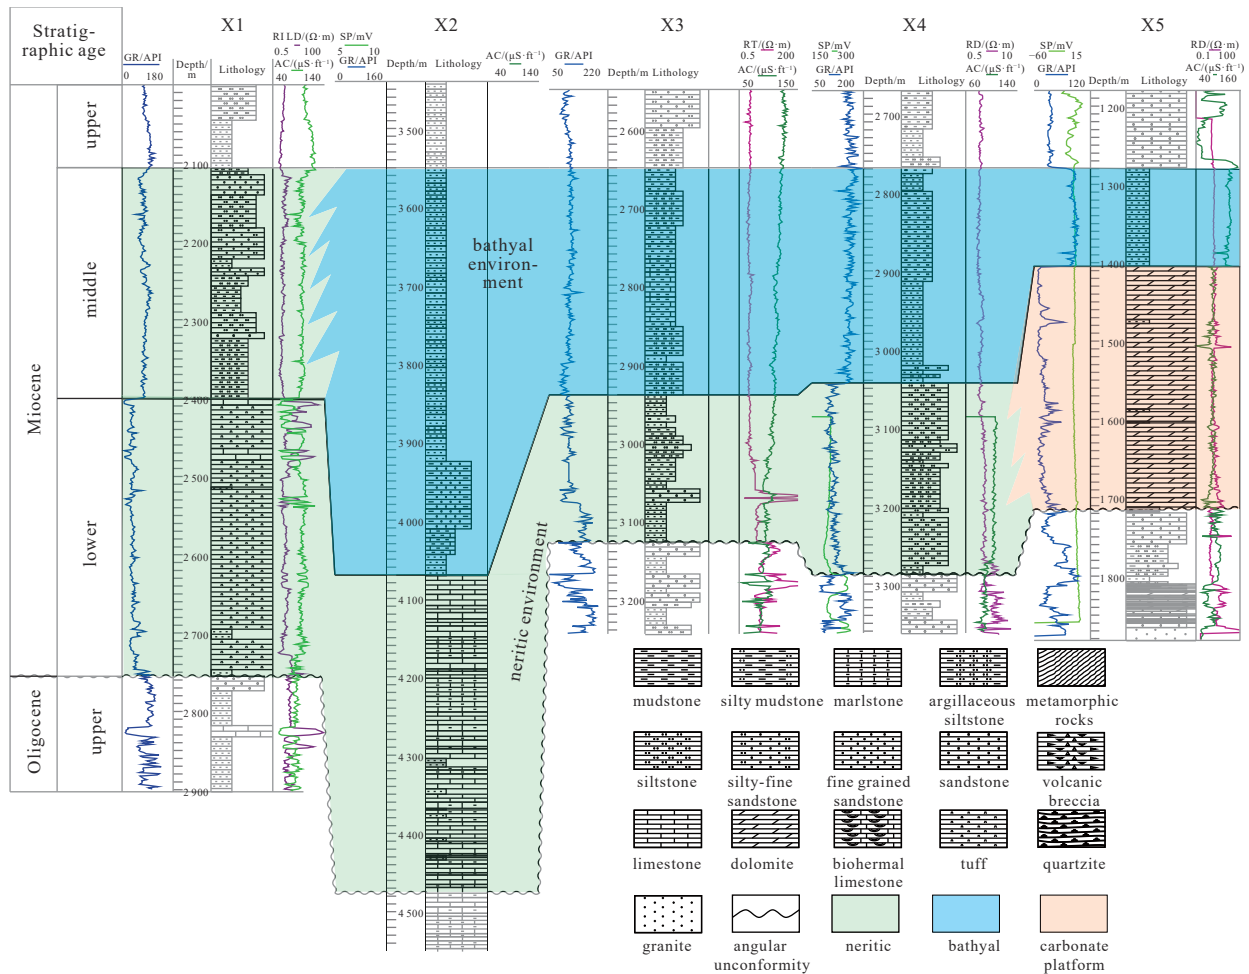 Stratig-
raphic age
X1
X2
X3
X4
X5
GR/API
0 180
Depth/
m
Lithology
RI LD/(Ω·m)
0.5 100
AC/(μS·ft⁻¹)
40 140
SP/mV
5 10
GR/API
0 160
Depth/m
Lithology
AC/(μS·ft⁻¹)
40 140
GR/API
50 220
Depth/m
Lithology
RT/(Ω·m)
0.5 200
AC/(μS·ft⁻¹)
50 150
SP/mV
150 300
GR/API
50 200
Depth/m
Lithology
RD/(Ω·m)
0.5 10
AC/(μS·ft⁻¹)
60 140
SP/mV
−60 15
GR/API
0 120
Depth/m
Lithology
RD/(Ω·m)
0.1 100
AC/(μS·ft⁻¹)
40 160
Miocene
Oligocene
upper
middle
lower
upper
2 100
2 200
2 300
2 400
2 500
2 600
2 700
2 800
2 900
3 500
3 600
3 700
3 800
3 900
4 000
4 100
4 200
4 300
4 400
4 500
2 600
2 700
2 800
2 900
3 000
3 100
3 200
2 700
2 800
2 900
3 000
3 100
3 200
3 300
1 200
1 300
1 400
1 500
1 600
1 700
1 800
bathyal
environ-
ment
neritic environment
mudstone
silty mudstone
marlstone
argillaceous
siltstone
metamorphic
rocks
siltstone
silty-fine
sandstone
fine grained
sandstone
sandstone
volcanic
breccia
limestone
dolomite
biohermal
limestone
tuff
quartzite
granite
angular
unconformity
neritic
bathyal
carbonate
platform